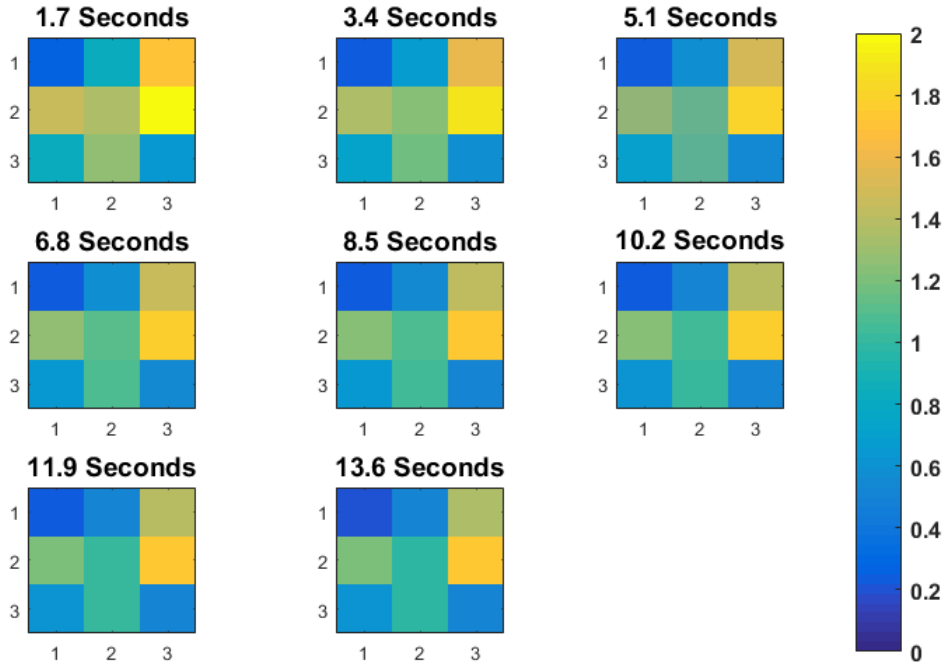 1.7 Seconds 3.4 Seconds 5.1 Seconds
2
1.8
1 1 1
1.6
2 2 2
3 3 3
1.4
1 2 3 1 2 3 1 2 3
6.8 Seconds 8.5 Seconds 10.2 Seconds
1.2
1 1 1
2 2 2
1
3 3 3
0.8
1 2 3 1 2 3 1 2 3
11.9 Seconds 13.6 Seconds
0.6
1 1
0.4
2 2
0.2
3 3
0
1 2 3 1 2 3